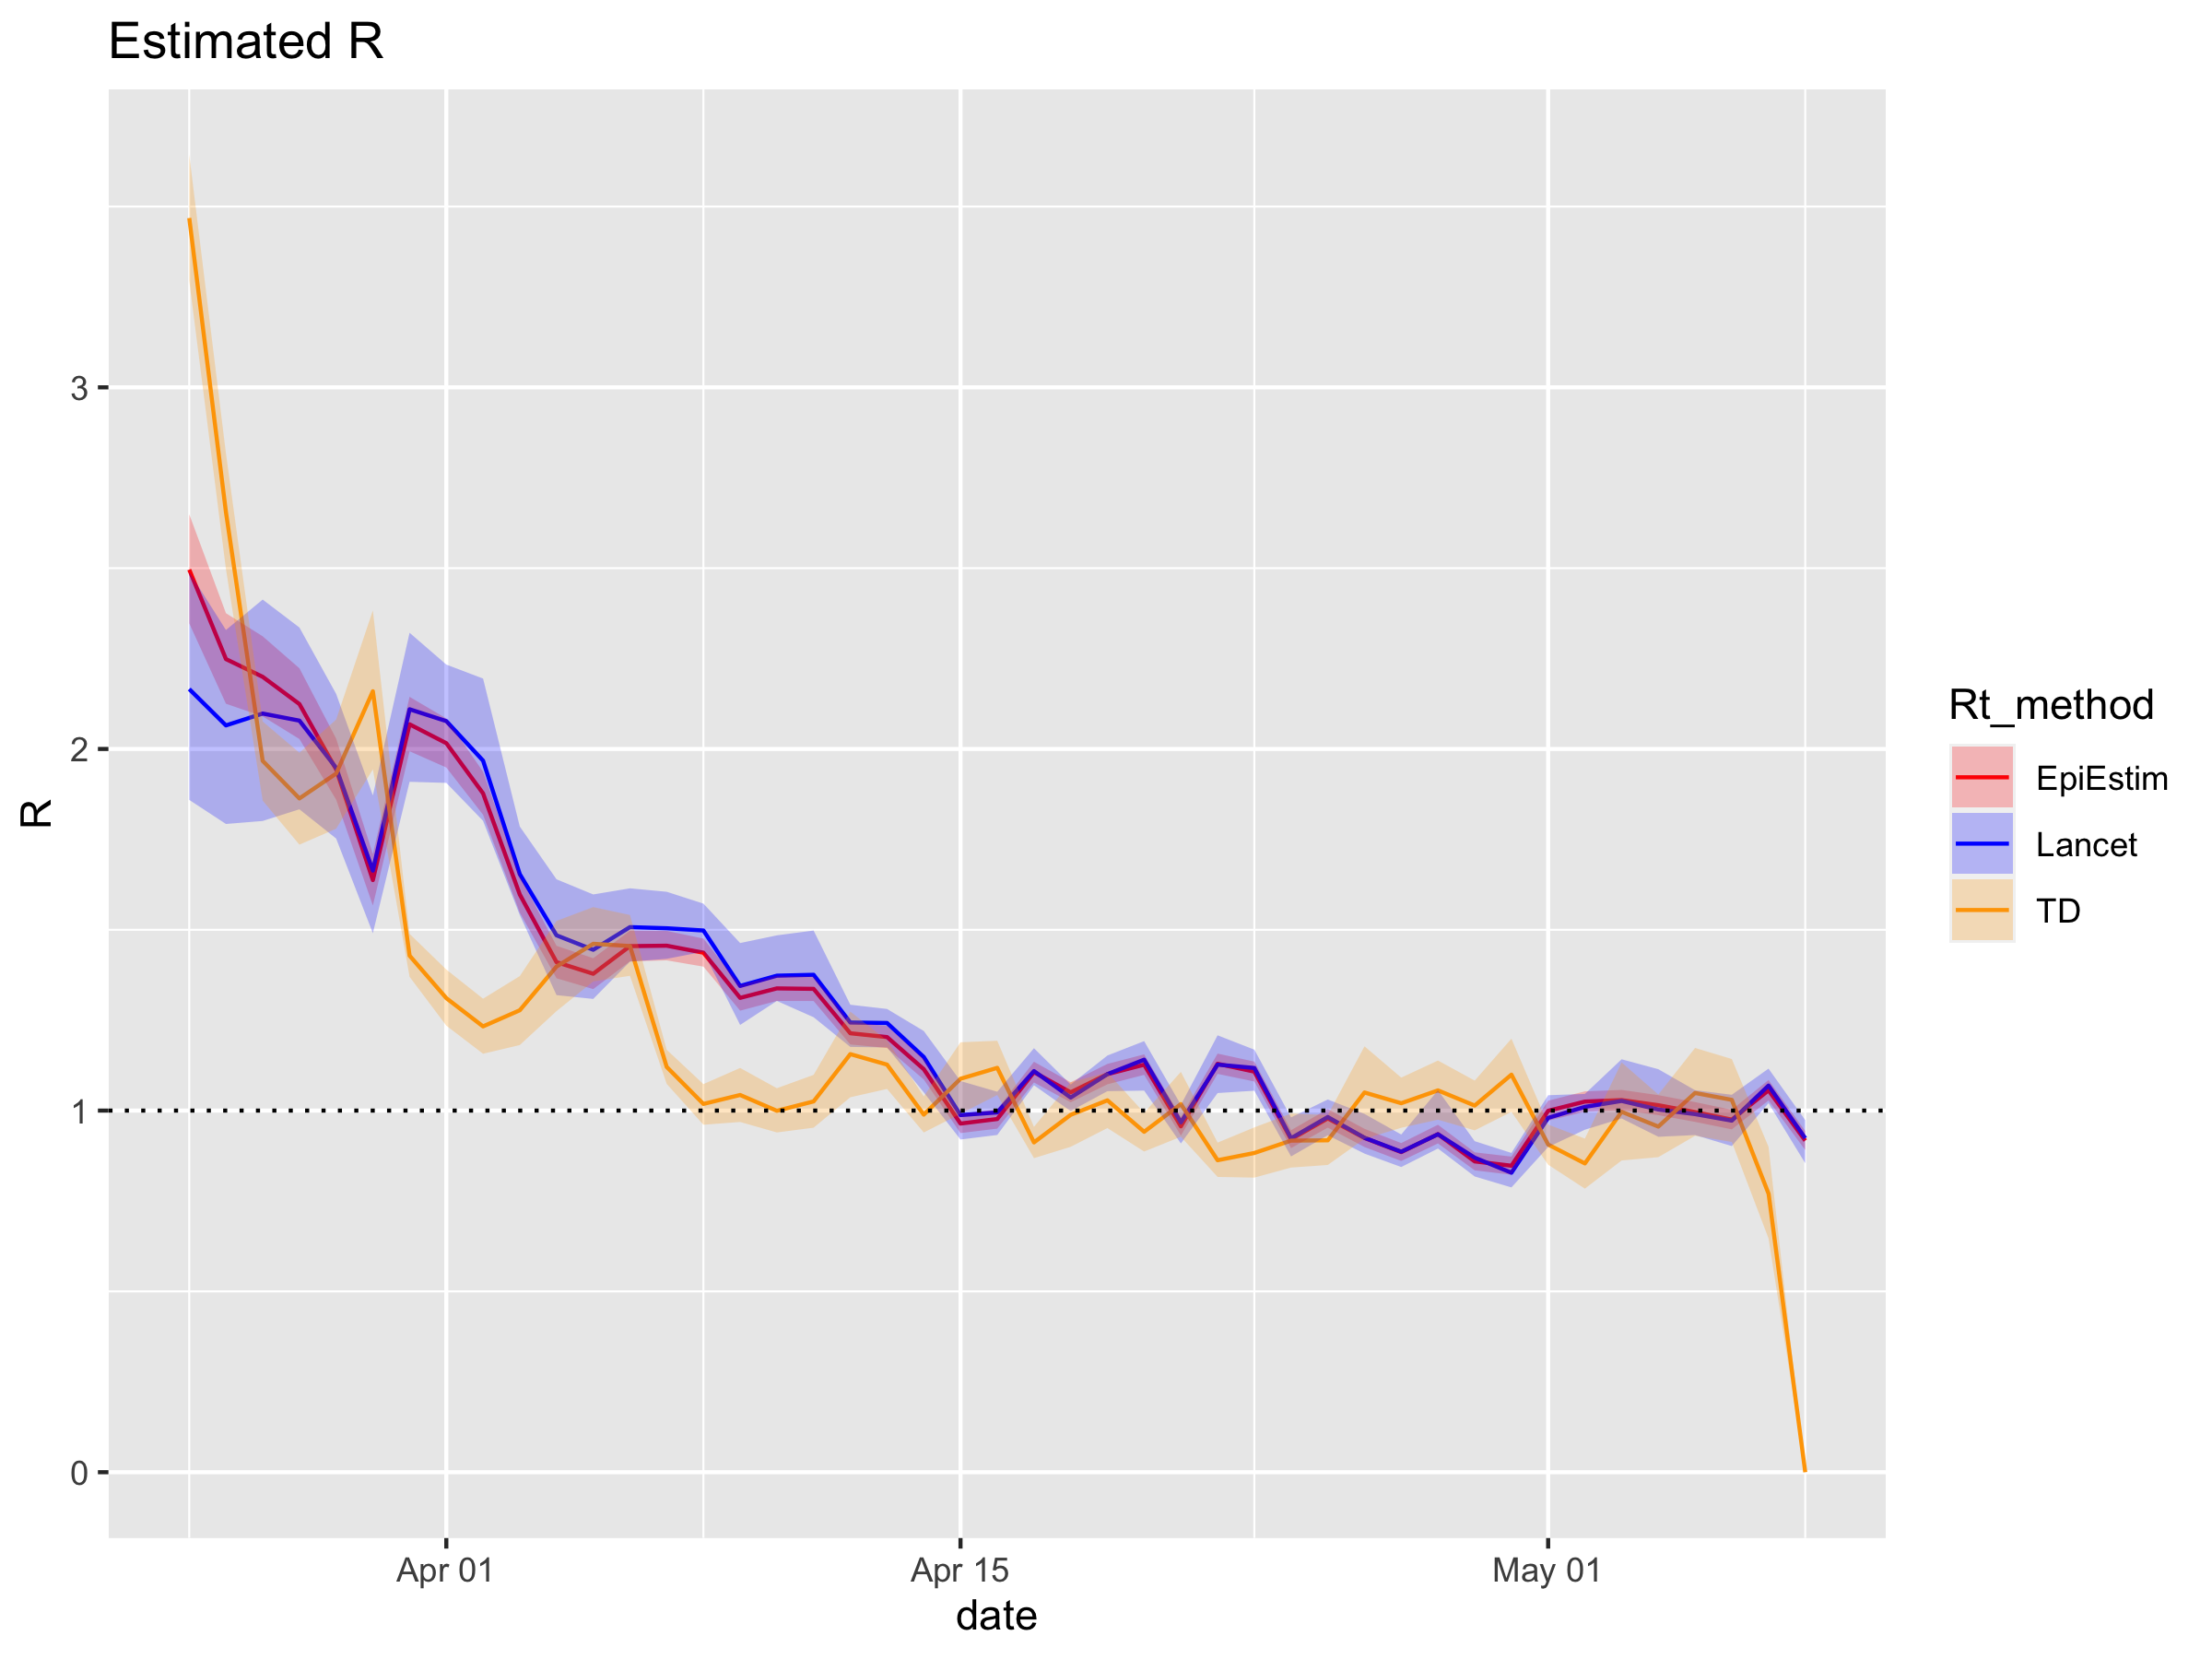 Estimated R
3
2
1
0
R
Apr 01
Apr 15
May 01
date
Rt_method
EpiEstim
Lancet
TD